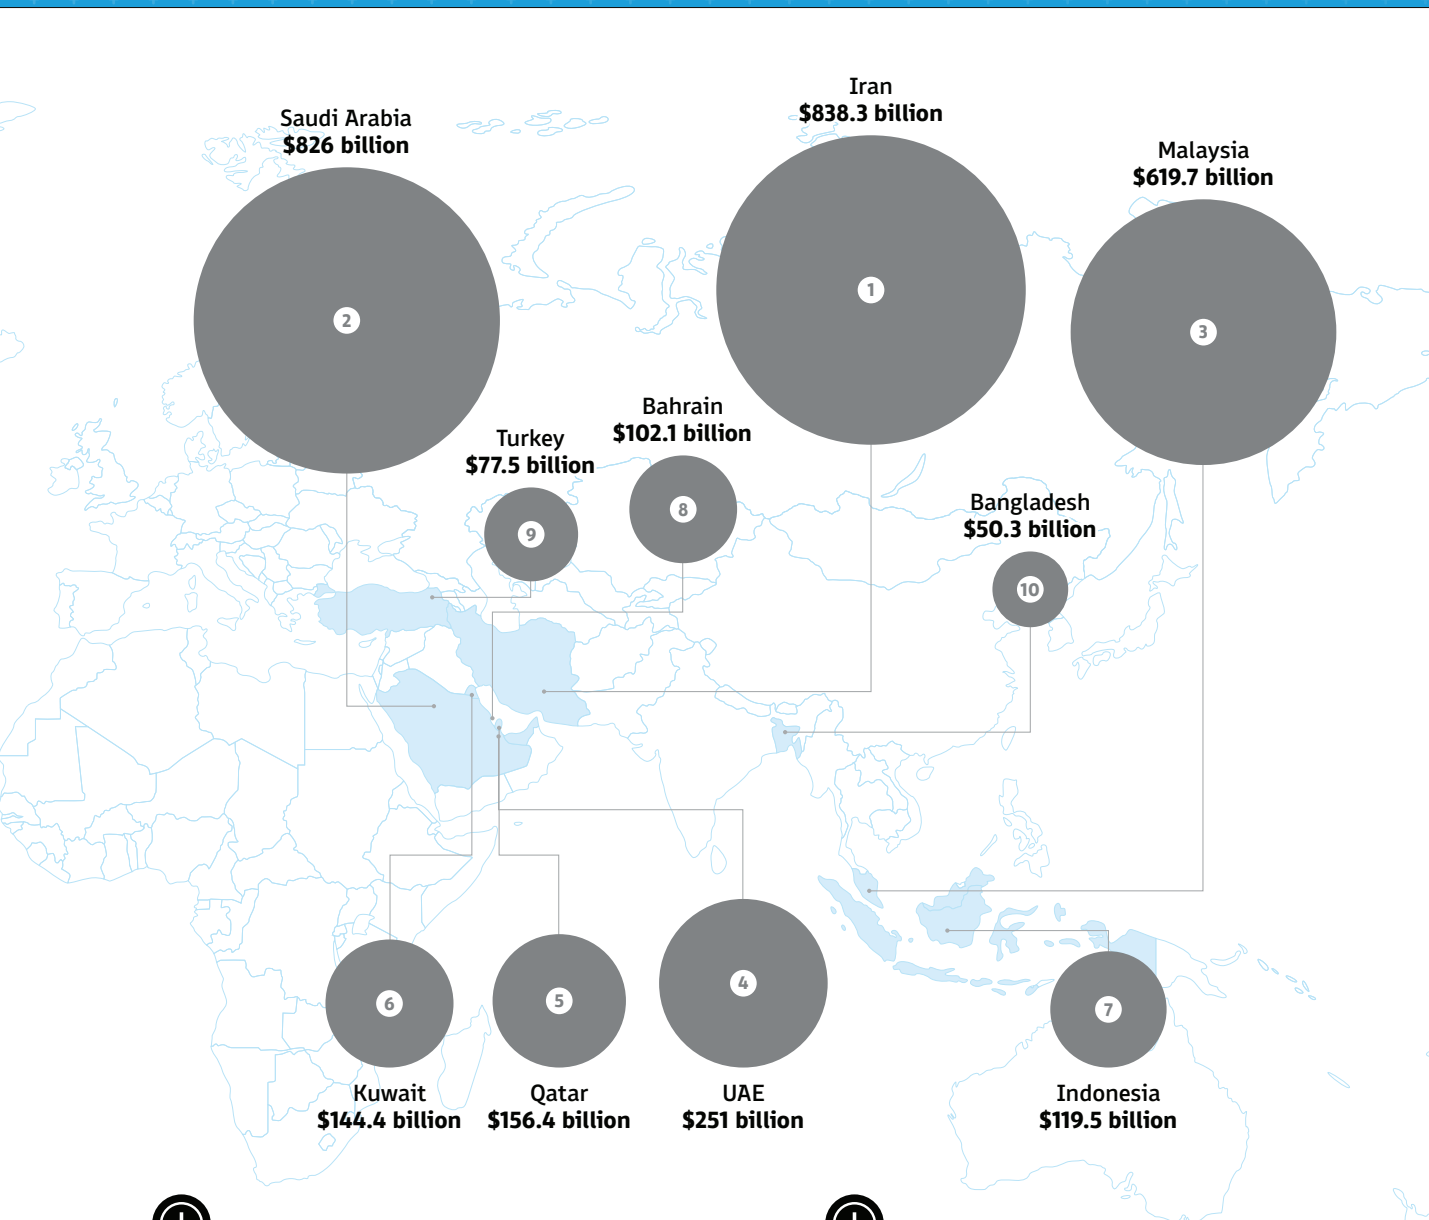 Iran
$838.3 billion
1
Saudi Arabia
$826 billion
2
Malaysia
$619.7 billion
3
Bahrain
$102.1 billion
8
Turkey
$77.5 billion
9
Bangladesh
$50.3 billion
10
6
Kuwait
$144.4 billion
5
Qatar
$156.4 billion
4
UAE
$251 billion
7
Indonesia
$119.5 billion